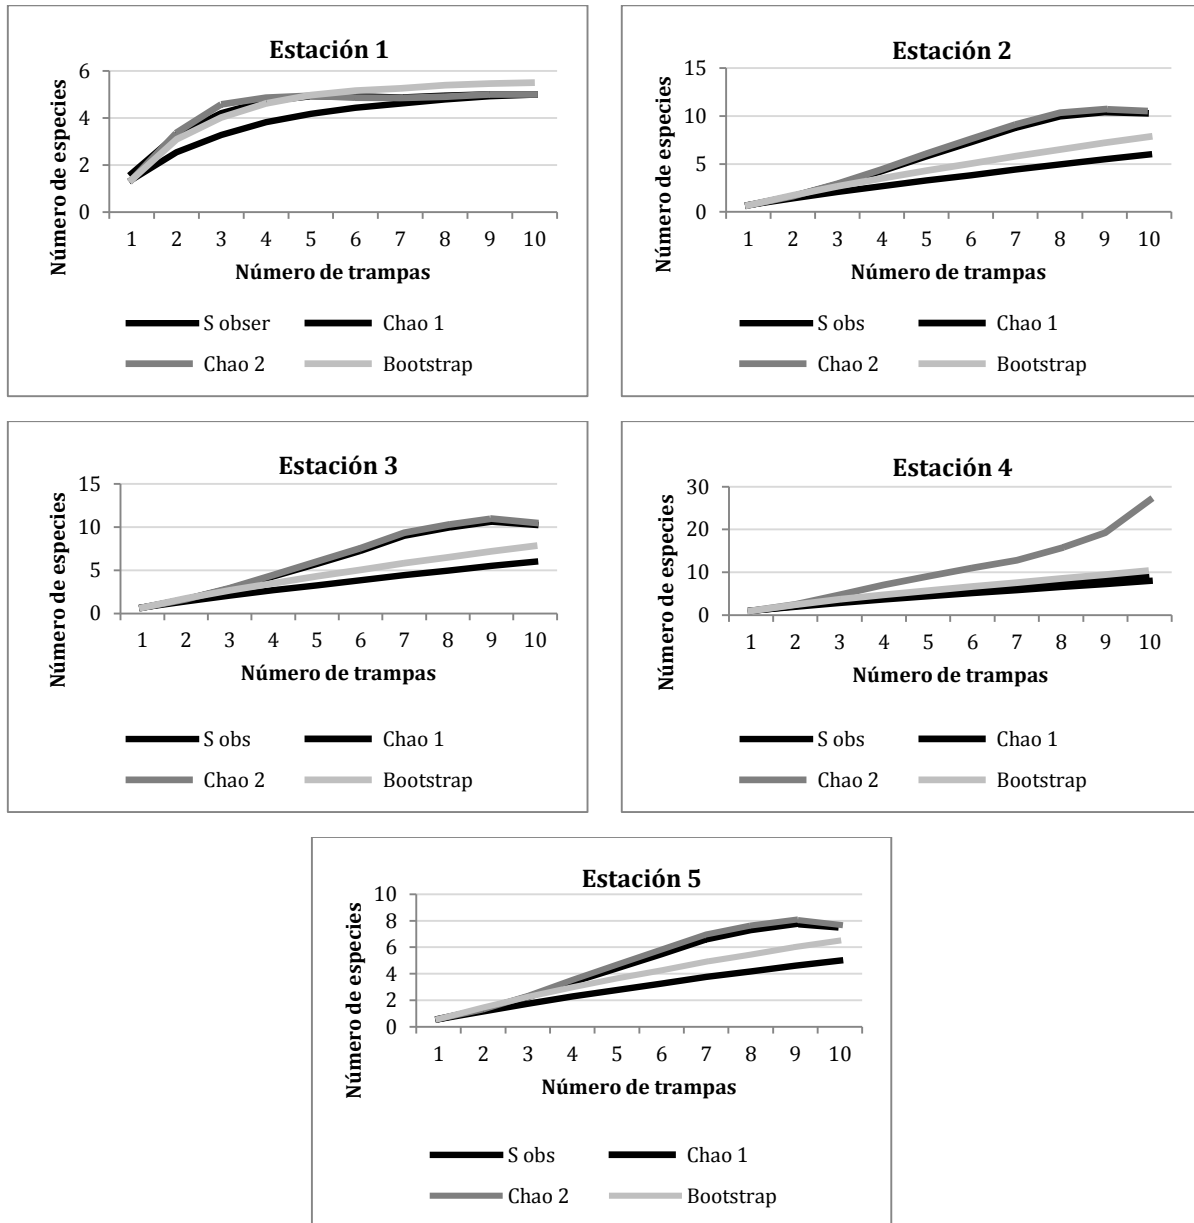 Estación 1
Número de especies
6
4
2
0
1 2 3 4 5 6 7 8 9 10
Número de trampas
S obser Chao 1
Chao 2 Bootstrap
Estación 2
Número de especies
15
10
5
0
1 2 3 4 5 6 7 8 9 10
Número de trampas
S obs Chao 1
Chao 2 Bootstrap
Estación 3
Número de especies
15
10
5
0
1 2 3 4 5 6 7 8 9 10
Número de trampas
S obs Chao 1
Chao 2 Bootstrap
Estación 4
Número de especies
30
20
10
0
1 2 3 4 5 6 7 8 9 10
Número de trampas
S obs Chao 1
Chao 2 Bootstrap
Estación 5
Número de especies
10
8
6
4
2
0
1 2 3 4 5 6 7 8 9 10
Número de trampas
S obs Chao 1
Chao 2 Bootstrap